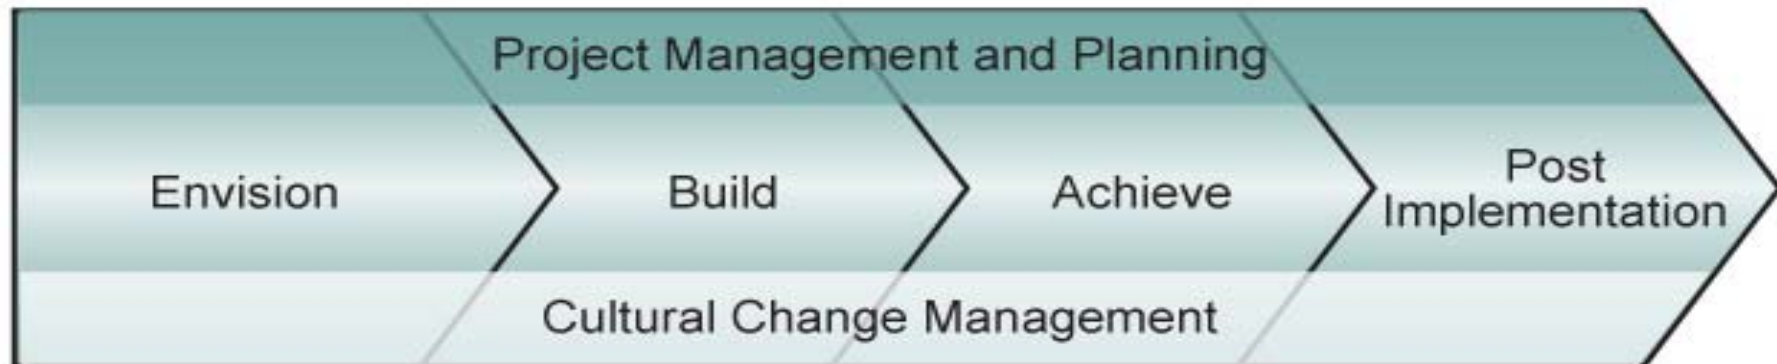 Project Management and Planning
Envision
Build
Achieve
Post
Implementation
Cultural Change Management